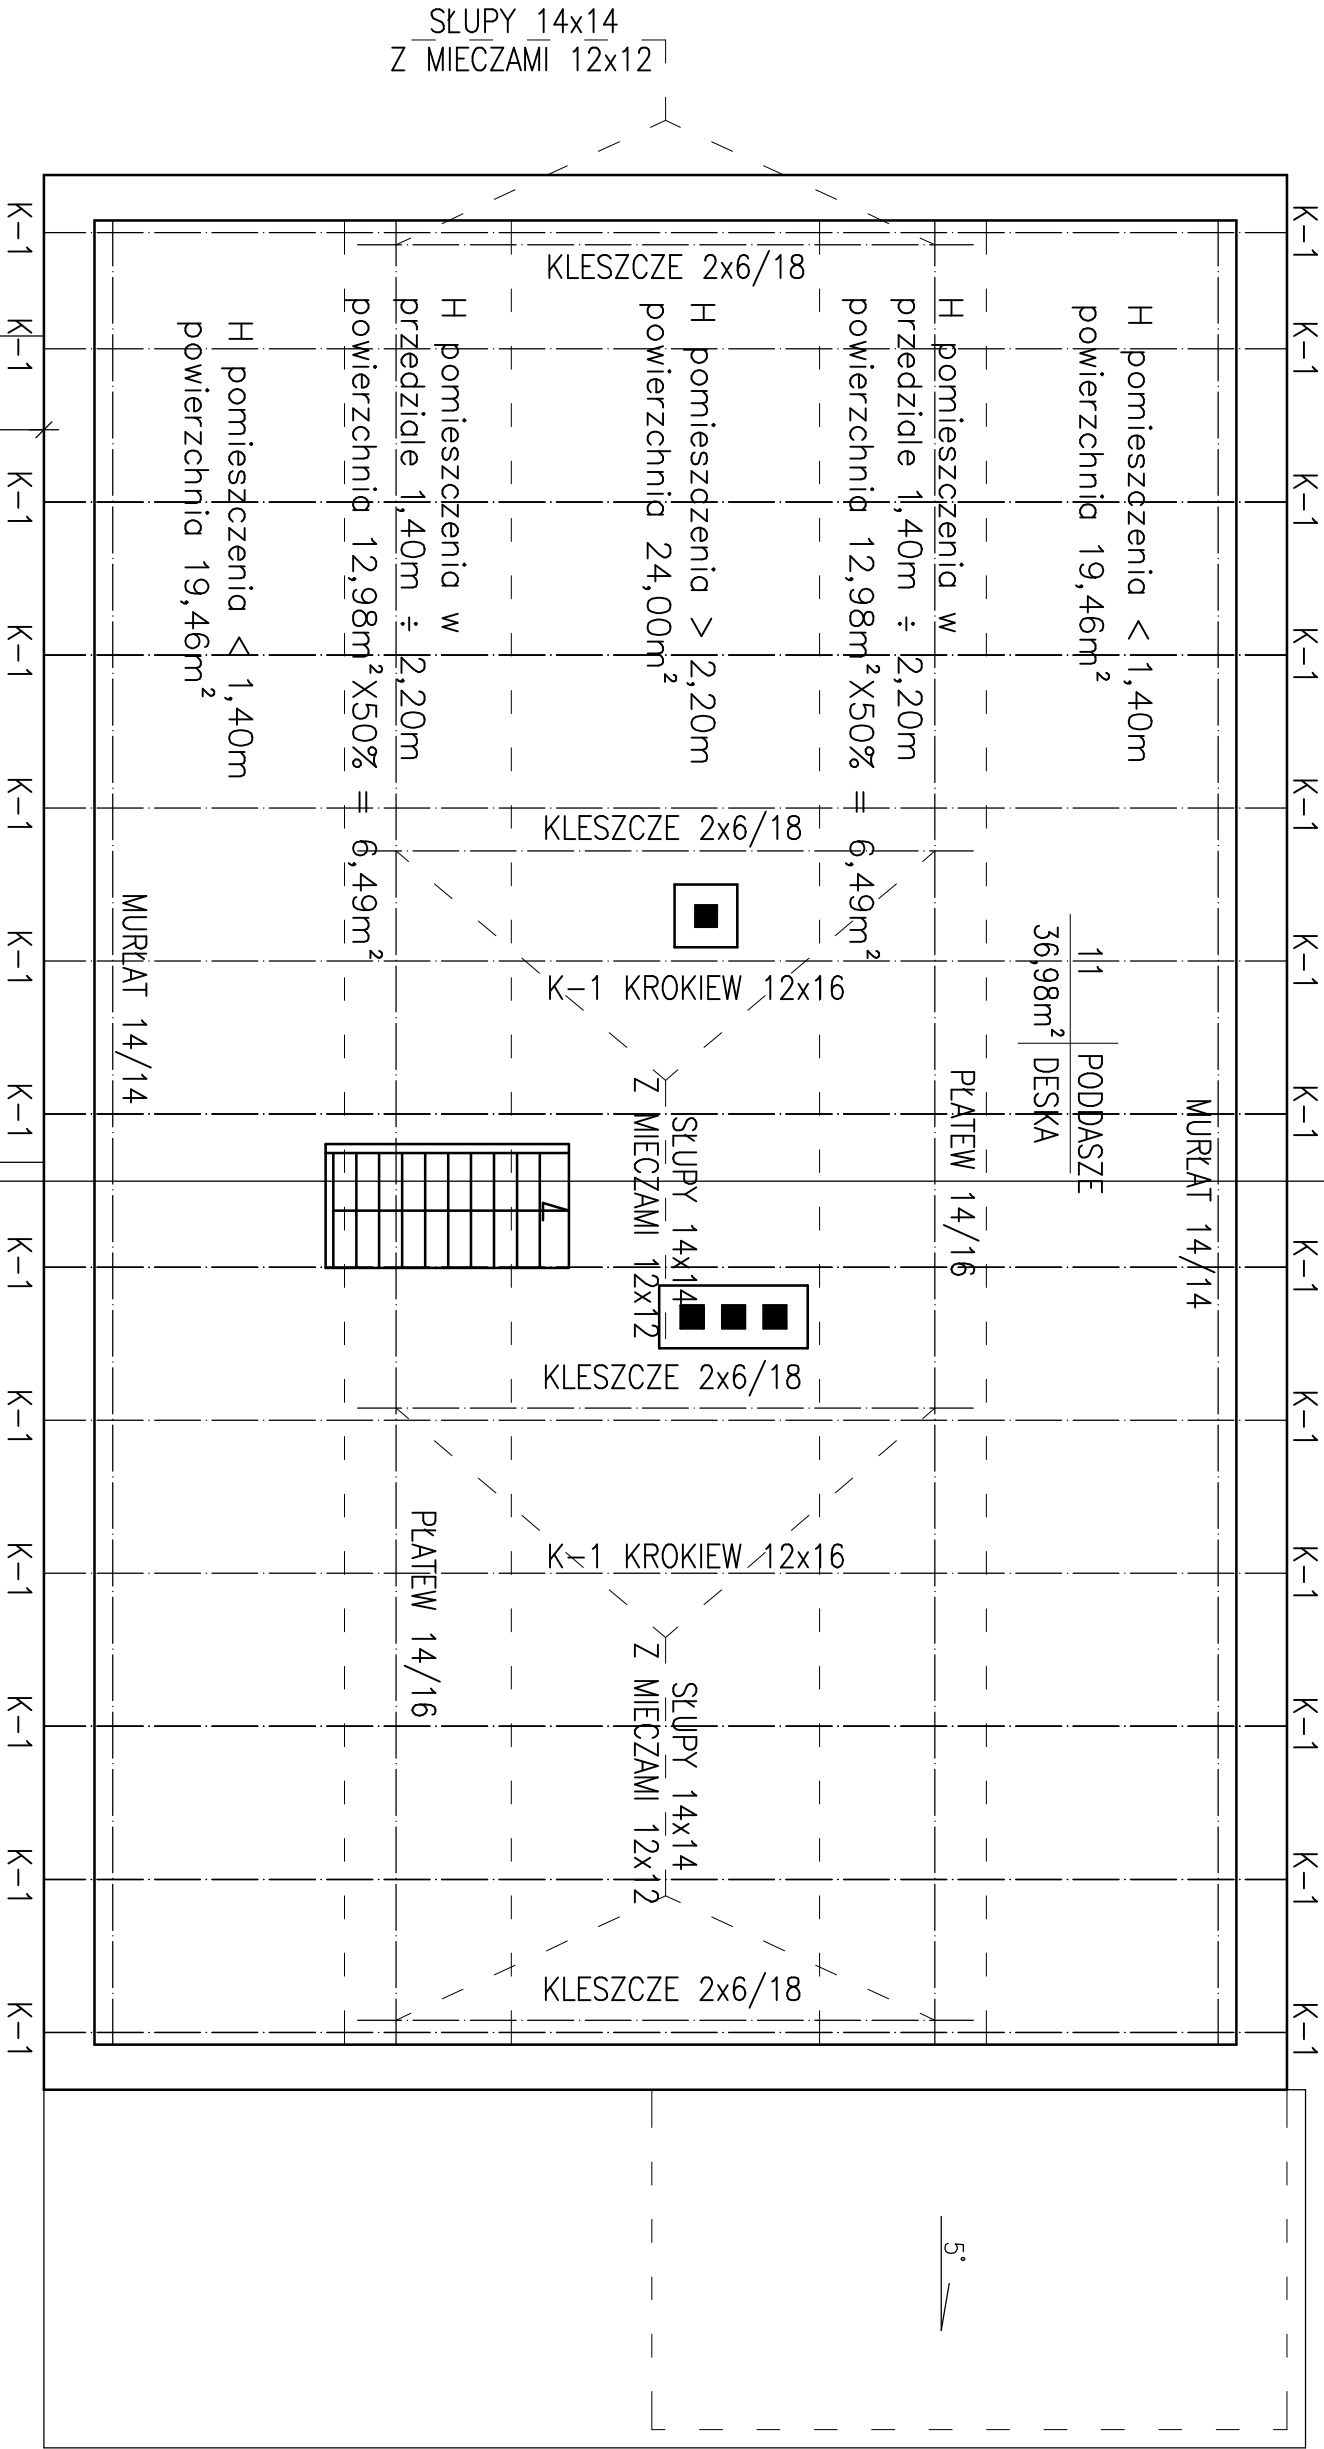 SŁUPY 14x14
Z MIECZAMI 12x12
K-1
K-1
K-1
K-1
K-1
K-1
K-1
K-1
K-1
K-1
K-1
K-1
K-1
MURŁAT 14/14
H pomieszczenia < 1,40m
powierzchnia 19,46m²
11 PODDASZE
36,98m² DESKA
PŁATEW 14/16
H pomieszczenia w
przedziale 1,40m ÷ 2,20m
powierzchnia 12,98m²X50% = 6,49m²
H pomieszczenia > 2,20m
powierzchnia 24,00m²
KLESZCZE 2x6/18
KLESZCZE 2x6/18
K-1 KROKIEW 12x16
SŁUPY 14x14
Z MIECZAMI 12x12
KLESZCZE 2x6/18
K-1 KROKIEW 12x16
SŁUPY 14x14
Z MIECZAMI 12x12
KLESZCZE 2x6/18
H pomieszczenia w
przedziale 1,40m ÷ 2,20m
powierzchnia 12,98m²X50% = 6,49m²
PŁATEW 14/16
H pomieszczenia < 1,40m
powierzchnia 19,46m²
MURŁAT 14/14
K-1
K-1
K-1
K-1
K-1
K-1
K-1
K-1
K-1
K-1
K-1
K-1
K-1
5°